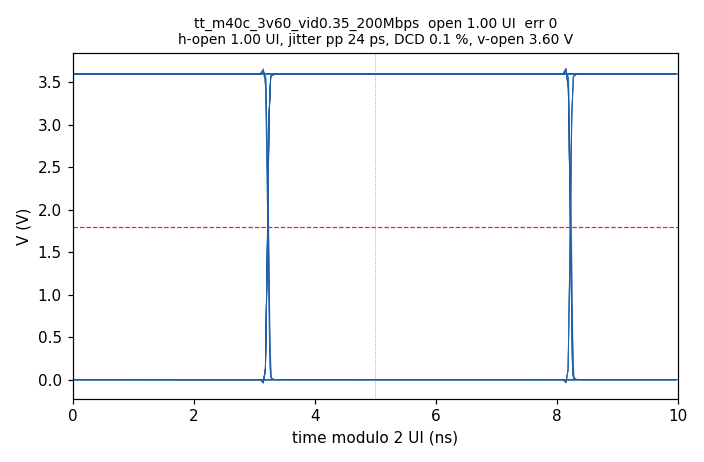 tt_m40c_3v60_vid0.35_200Mbps  open 1.00 UI  err 0
h-open 1.00 UI, jitter pp 24 ps, DCD 0.1 %, v-open 3.60 V
V (V)
3.5
3.0
2.5
2.0
1.5
1.0
0.5
0.0
0 2 4 6 8 10
time modulo 2 UI (ns)